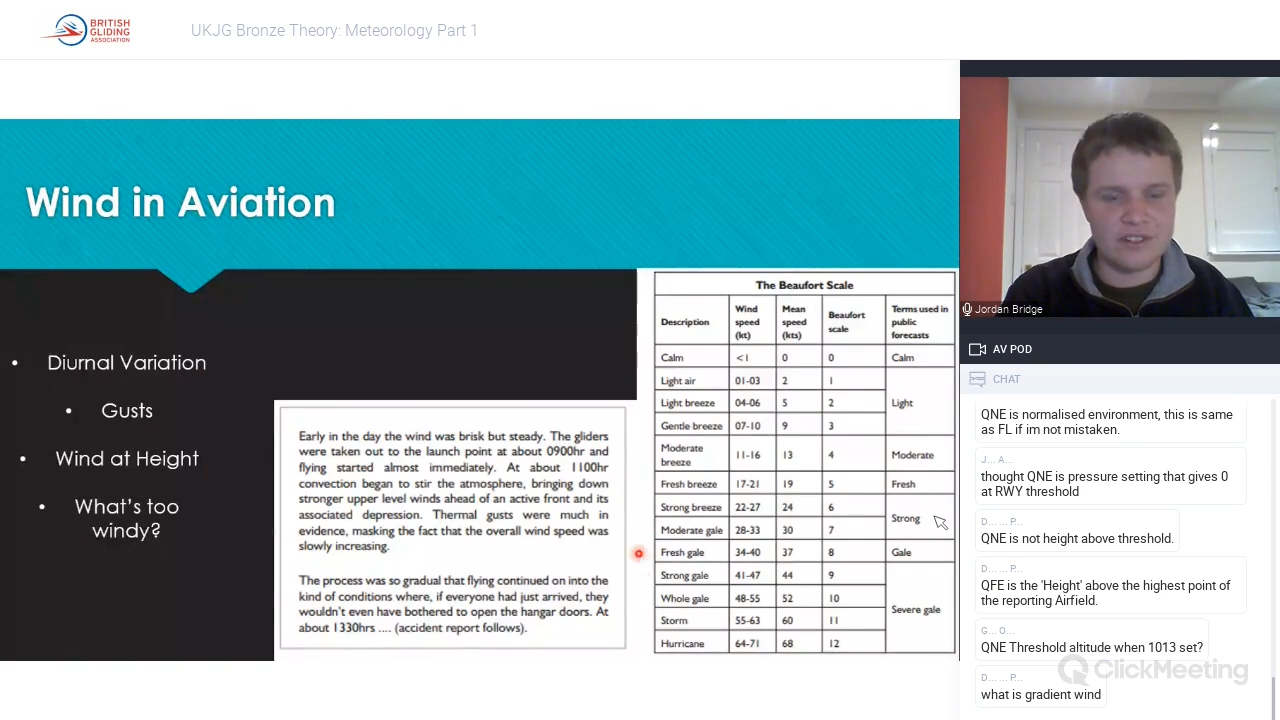 BRITISH
GLIDING
ASSOCIATION
UKJG Bronze Theory: Meteorology Part 1
Wind in Aviation
• Diurnal Variation
• Gusts
• Wind at Height
• What's too
windy?
Early in the day the wind was brisk but steady. The gliders
were taken out to the launch point at about 0900hr and
flying started almost immediately. At about 1100hr
convection began to stir the atmosphere, bringing down
stronger upper level winds ahead of an active front and its
associated depression. Thermal gusts were much in
evidence, masking the fact that the overall wind speed was
slowly increasing.
The process was so gradual that flying continued on into the
kind of conditions where, if everyone had just arrived, they
wouldn't even have bothered to open the hangar doors. At
about 1330hrs .... (accident report follows).
The Beaufort Scale
Description Wind speed (kt) Mean speed (kts) Beaufort scale Terms used in public forecasts
Calm <1 0 0 Calm
Light air 01-03 2 1
Light breeze 04-06 5 2 Light
Gentle breeze 07-10 9 3
Moderate breeze 11-16 13 4 Moderate
Fresh breeze 17-21 19 5 Fresh
Strong breeze 22-27 24 6 Strong
Moderate gale 28-33 30 7
Fresh gale 34-40 37 8 Gale
Strong gale 41-47 44 9
Whole gale 48-55 52 10 Severe gale
Storm 55-63 60 11
Hurricane 64-71 68 12
Jordan Bridge
AV POD
CHAT
QNE is normalised environment, this is same
as FL if im not mistaken.
J... A...
thought QNE is pressure setting that gives 0
at RWY threshold
D... ... P...
QNE is not height above threshold.
D... ... P...
QFE is the 'Height' above the highest point of
the reporting Airfield.
G... O...
QNE Threshold altitude when 1013 set?
D... ... P...
what is gradient wind
ClickMeeting